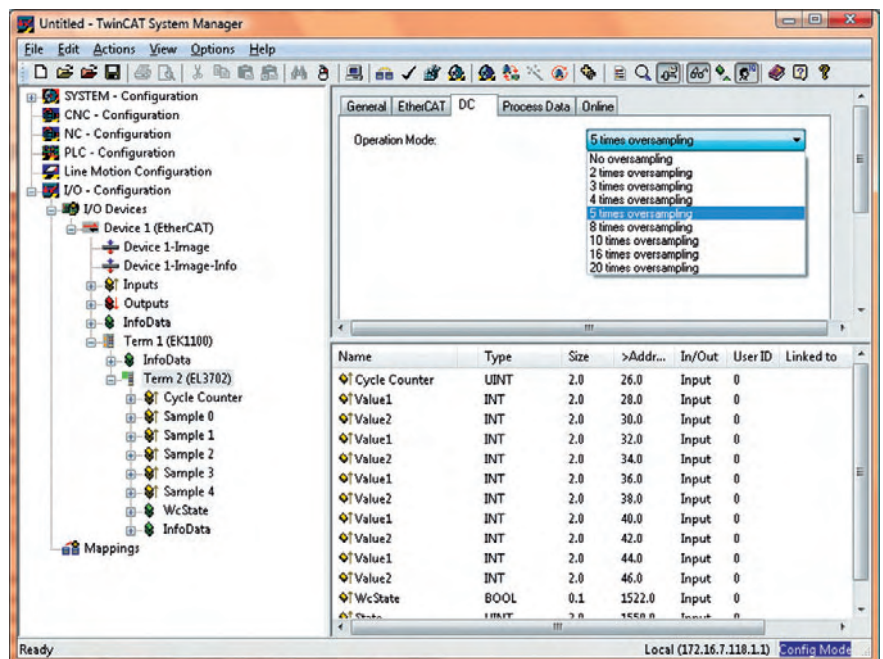 Untitled - TwinCAT System Manager
File Edit Actions View Options Help
SYSTEM - Configuration
CNC - Configuration
NC - Configuration
PLC - Configuration
Line Motion Configuration
I/O - Configuration
I/O Devices
Device 1 (EtherCAT)
Device 1-Image
Device 1-Image-Info
Inputs
Outputs
InfoData
Term 1 (EK1100)
InfoData
Term 2 (EL3702)
Cycle Counter
Sample 0
Sample 1
Sample 2
Sample 3
Sample 4
WcState
InfoData
Mappings
General EtherCAT DC Process Data Online
Operation Mode: 5 times oversampling
No oversampling
2 times oversampling
3 times oversampling
4 times oversampling
5 times oversampling
8 times oversampling
10 times oversampling
16 times oversampling
20 times oversampling
Name Type Size >Addr... In/Out User ID Linked to
Cycle Counter UINT 2.0 26.0 Input 0
Value1 INT 2.0 28.0 Input 0
Value2 INT 2.0 30.0 Input 0
Value1 INT 2.0 32.0 Input 0
Value2 INT 2.0 34.0 Input 0
Value1 INT 2.0 36.0 Input 0
Value2 INT 2.0 38.0 Input 0
Value1 INT 2.0 40.0 Input 0
Value2 INT 2.0 42.0 Input 0
Value1 INT 2.0 44.0 Input 0
Value2 INT 2.0 46.0 Input 0
WcState BOOL 0.1 1522.0 Input 0
State UINT 2.0 1550.0 Input 0
Ready Local (172.16.7.118.1.1) Config Mode